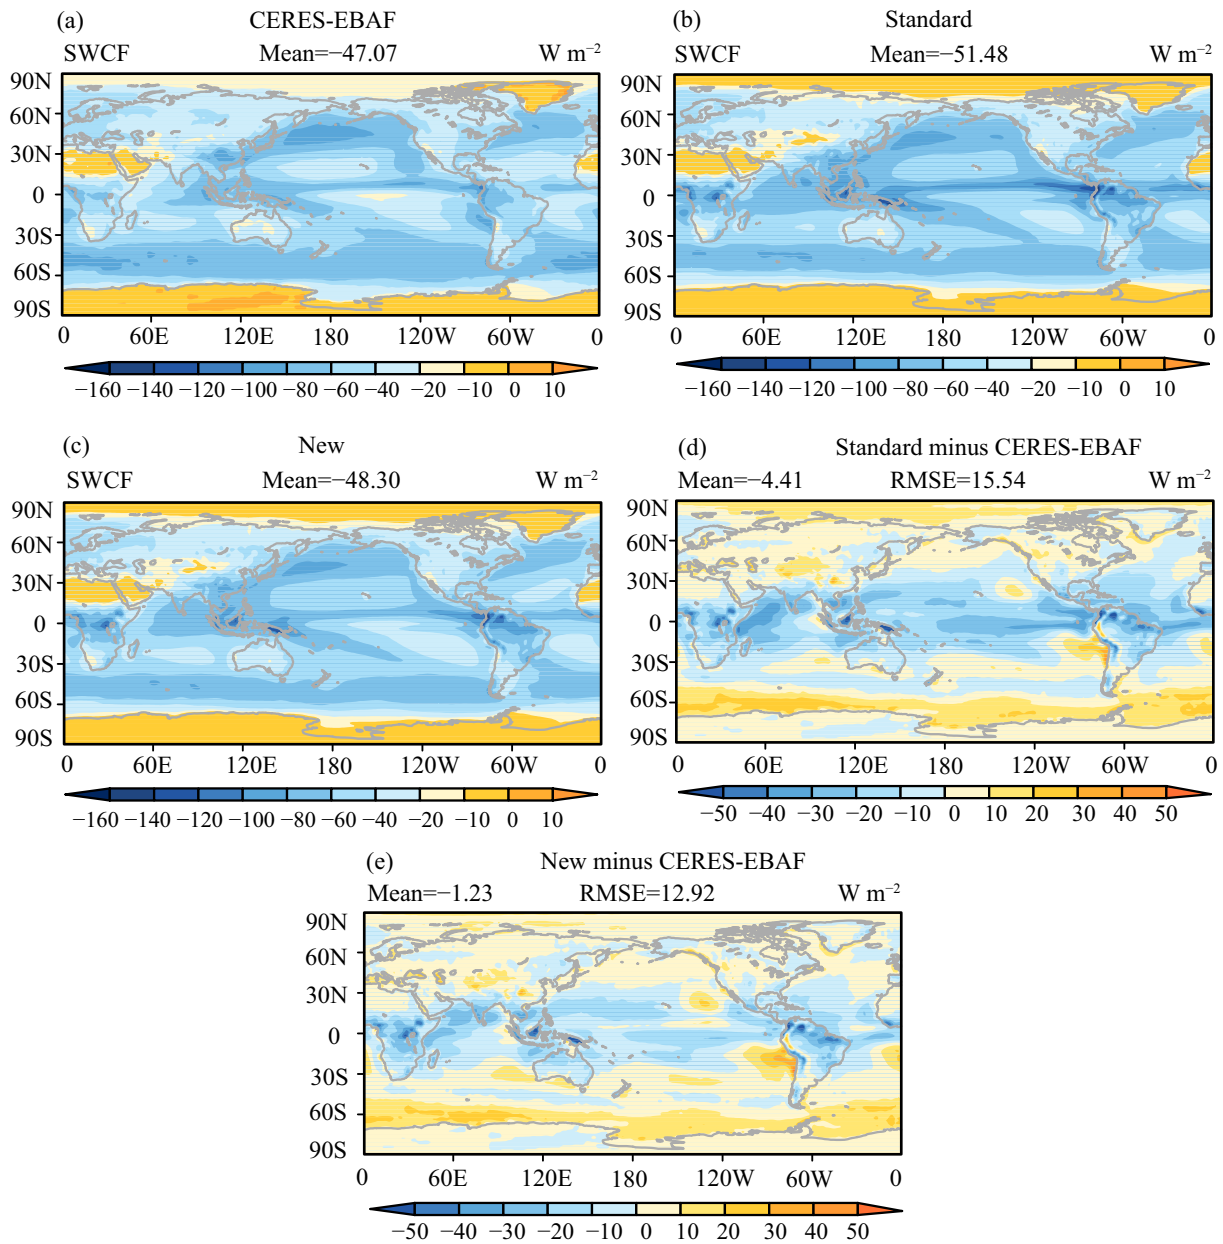 (a) CERES-EBAF
SWCF Mean=−47.07 W m⁻²
90N
60N
30N
0
30S
60S
90S
0 60E 120E 180 120W 60W 0
−160 −140 −120 −100 −80 −60 −40 −20 −10 0 10
(b) Standard
SWCF Mean=−51.48 W m⁻²
90N
60N
30N
0
30S
60S
90S
0 60E 120E 180 120W 60W 0
−160 −140 −120 −100 −80 −60 −40 −20 −10 0 10
(c) New
SWCF Mean=−48.30 W m⁻²
90N
60N
30N
0
30S
60S
90S
0 60E 120E 180 120W 60W 0
−160 −140 −120 −100 −80 −60 −40 −20 −10 0 10
(d) Standard minus CERES-EBAF
Mean=−4.41 RMSE=15.54 W m⁻²
90N
60N
30N
0
30S
60S
90S
0 60E 120E 180 120W 60W 0
−50 −40 −30 −20 −10 0 10 20 30 40 50
(e) New minus CERES-EBAF
Mean=−1.23 RMSE=12.92 W m⁻²
90N
60N
30N
0
30S
60S
90S
0 60E 120E 180 120W 60W 0
−50 −40 −30 −20 −10 0 10 20 30 40 50